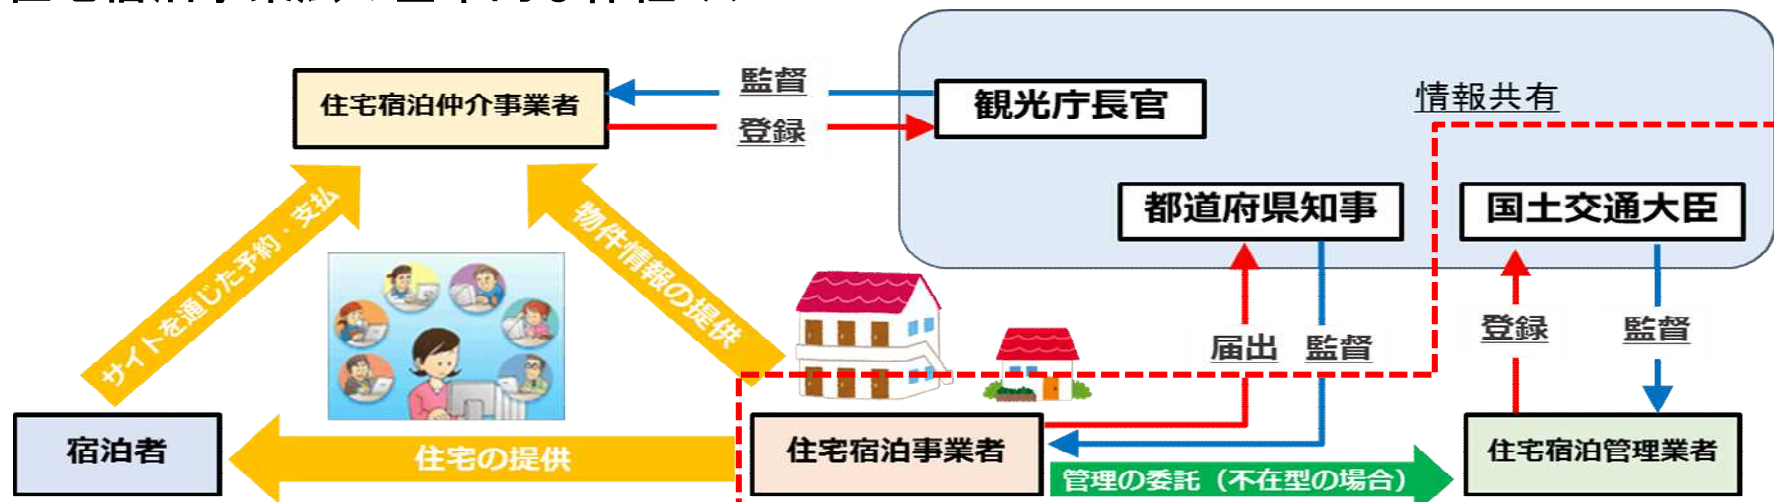 監督
住宅宿泊仲介事業者
観光庁長官
情報共有
登録
都道府県知事
国土交通大臣
サイトを通じた予約・支払
物件情報の提供
届出
監督
登録
監督
宿泊者
住宅の提供
住宅宿泊事業者
住宅宿泊管理業者
管理の委託（不在型の場合）